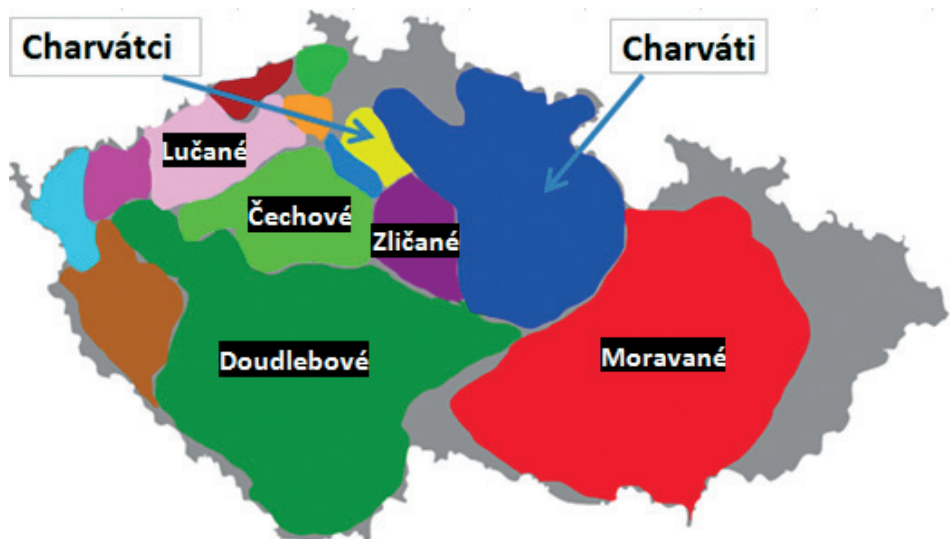 Charvátci
Charváti
Lučané
Čechové
Zličané
Doudlebové
Moravané